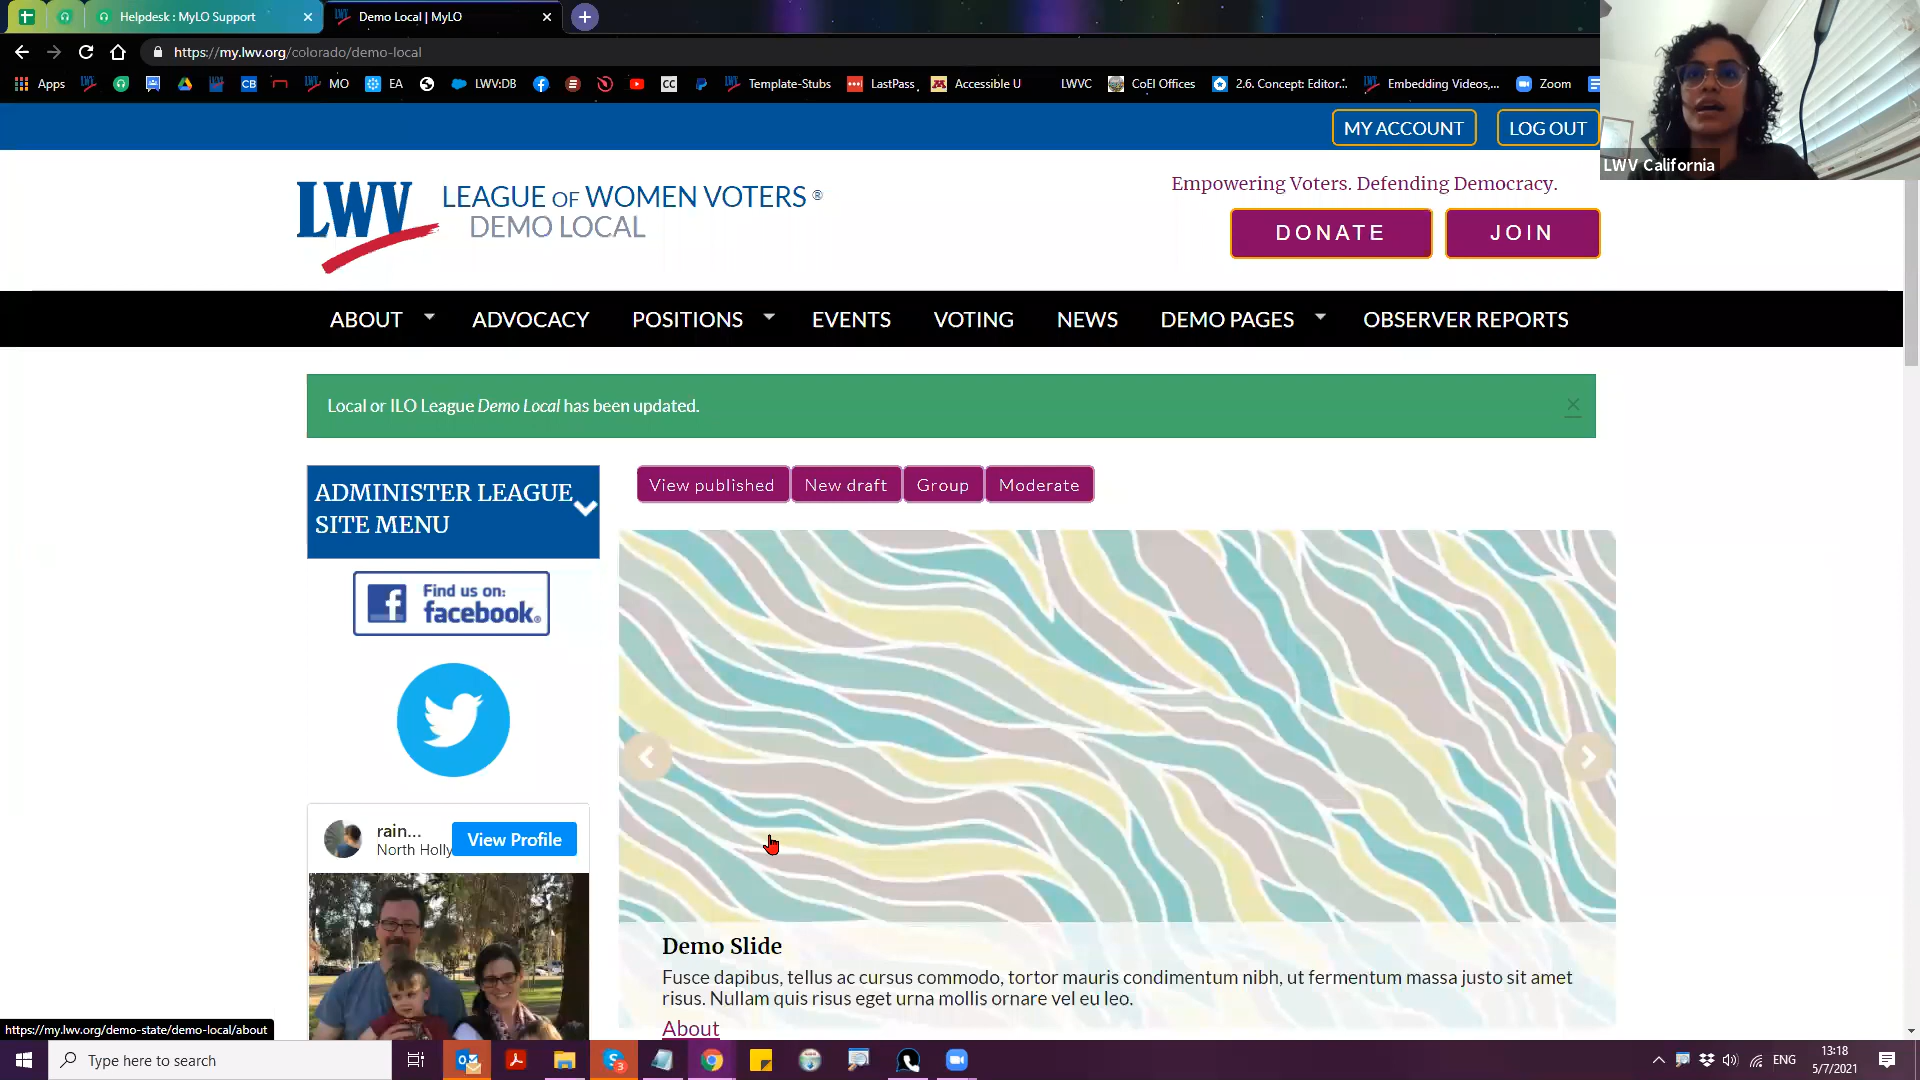 Helpdesk : MyLO Support
Demo Local | MyLO
https://my.lwv.org/colorado/demo-local
Apps
CB
MO
EA
LWV:DB
CC
Template-Stubs
LastPass
Accessible U
LWVC
CoEI Offices
2.6. Concept: Editor...
Embedding Videos,...
Zoom
LWV California
MY ACCOUNT
LOG OUT
LWV
LEAGUE OF WOMEN VOTERS ®
DEMO LOCAL
Empowering Voters. Defending Democracy.
DONATE
JOIN
ABOUT
ADVOCACY
POSITIONS
EVENTS
VOTING
NEWS
DEMO PAGES
OBSERVER REPORTS
Local or ILO League Demo Local has been updated.
ADMINISTER LEAGUE
SITE MENU
View published
New draft
Group
Moderate
Find us on:
facebook.
rain...
North Holly
View Profile
Demo Slide
Fusce dapibus, tellus ac cursus commodo, tortor mauris condimentum nibh, ut fermentum massa justo sit amet
risus. Nullam quis risus eget urna mollis ornare vel eu leo.
About
https://my.lwv.org/demo-state/demo-local/about
Type here to search
3
ENG
13:18
5/7/2021